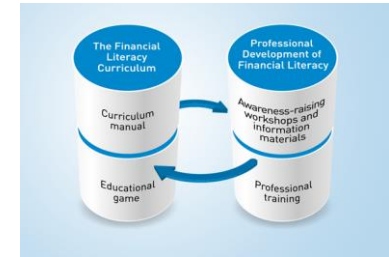 The Financial
Literacy
Curriculum
Curriculum
manual
Educational
game
Professional
Development of
Financial Literacy
Awareness-raising
workshops and
information
materials
Professional
training